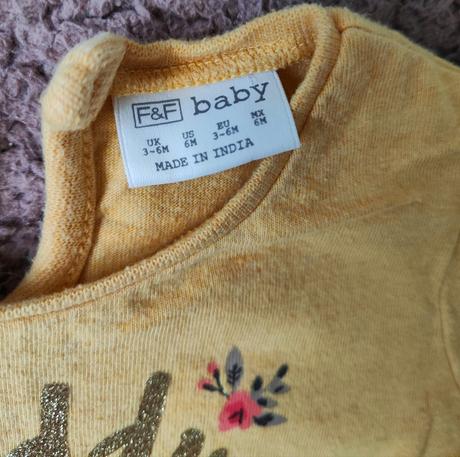 F&F baby
UK US EU MX
3-6M 6M 3-6M 6M
MADE IN INDIA